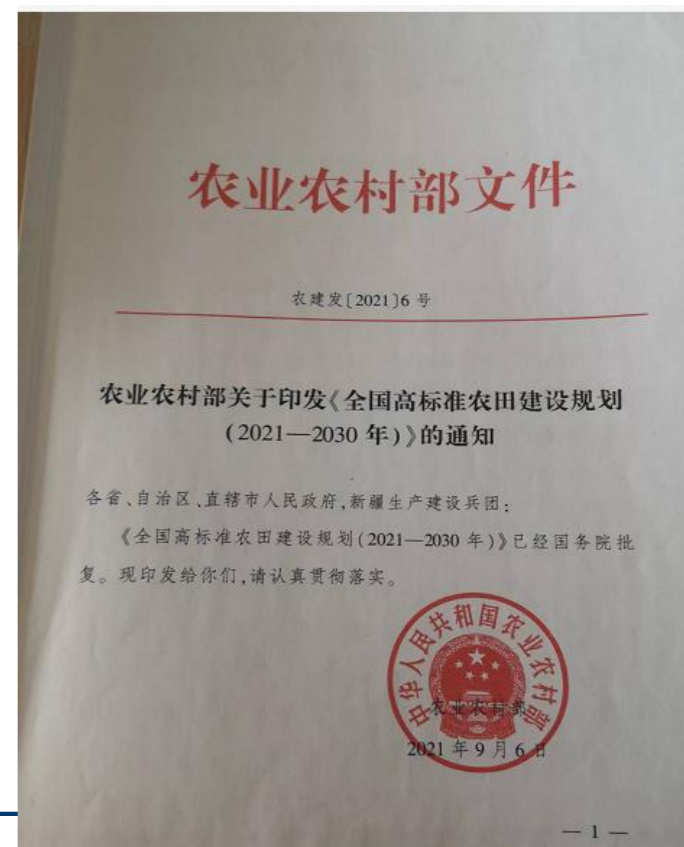 农业农村部文件
农建发[2021]6 号
农业农村部关于印发《全国高标准农田建设规划
(2021—2030 年)》的通知
各省、自治区、直辖市人民政府,新疆生产建设兵团:
《全国高标准农田建设规划(2021—2030 年)》已经国务院批
复。现印发给你们,请认真贯彻落实。
中华人民共和国农业农村部
农业农村部
2021 年 9 月 6 日
— 1 —